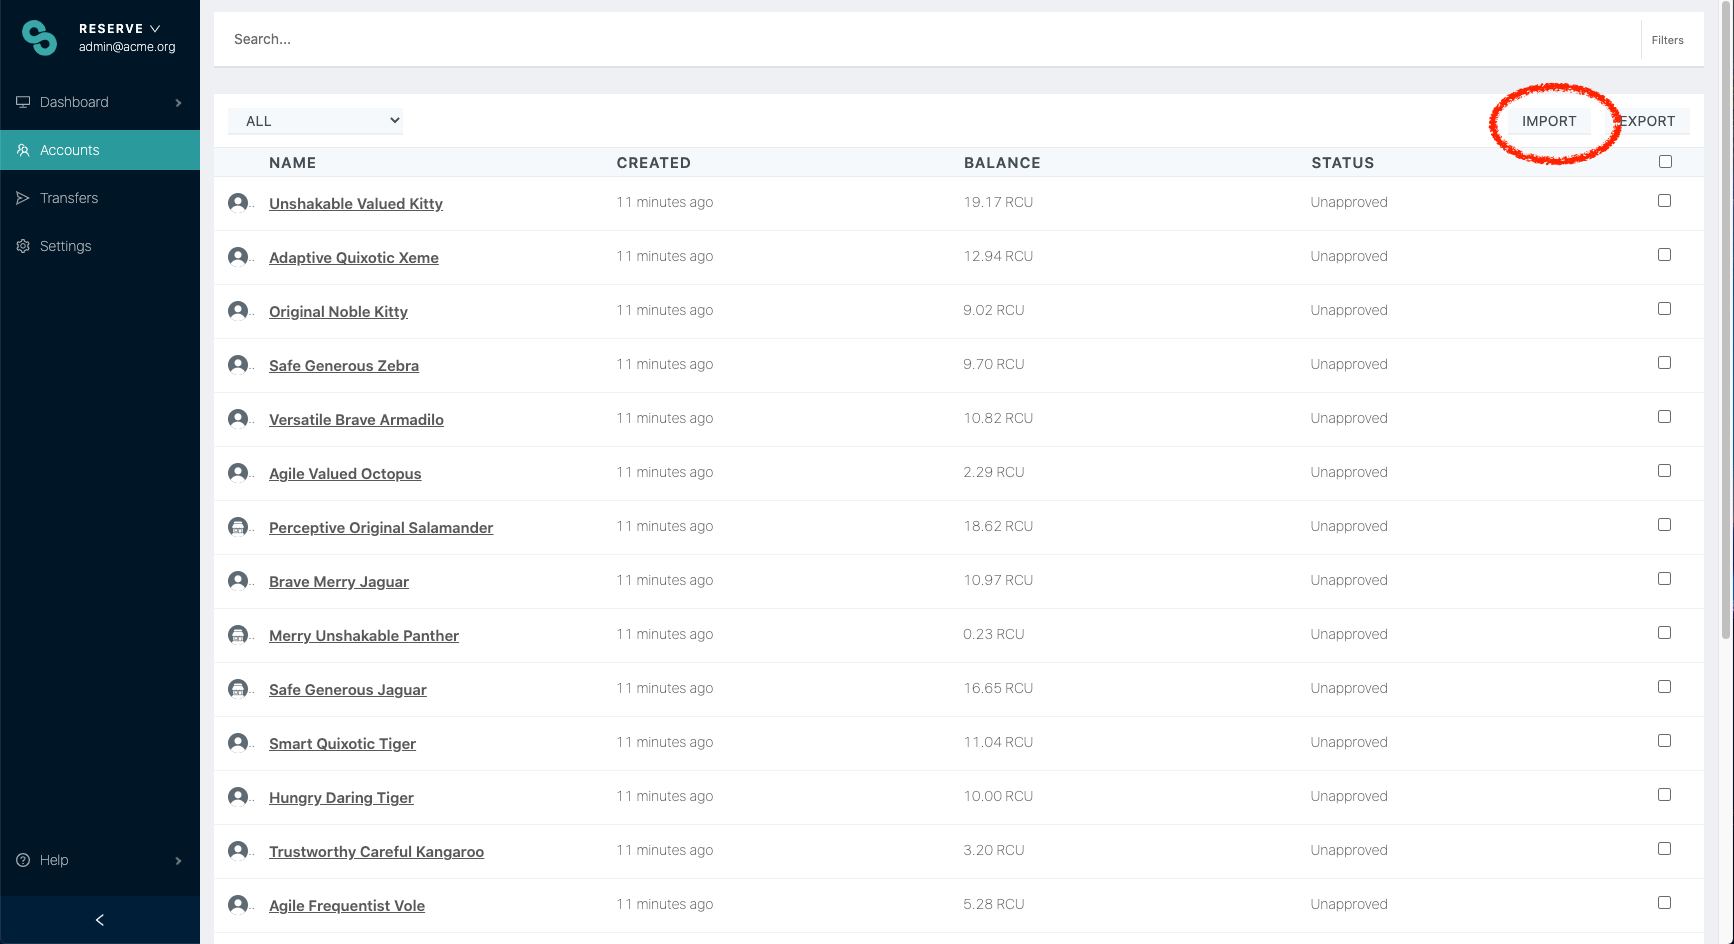 RESERVE
admin@acme.org
Dashboard
Accounts
Transfers
Settings
Help
Search...
Filters
ALL
IMPORT
EXPORT
NAME CREATED BALANCE STATUS
Unshakable Valued Kitty 11 minutes ago 19.17 RCU Unapproved
Adaptive Quixotic Xeme 11 minutes ago 12.94 RCU Unapproved
Original Noble Kitty 11 minutes ago 9.02 RCU Unapproved
Safe Generous Zebra 11 minutes ago 9.70 RCU Unapproved
Versatile Brave Armadilo 11 minutes ago 10.82 RCU Unapproved
Agile Valued Octopus 11 minutes ago 2.29 RCU Unapproved
Perceptive Original Salamander 11 minutes ago 18.62 RCU Unapproved
Brave Merry Jaguar 11 minutes ago 10.97 RCU Unapproved
Merry Unshakable Panther 11 minutes ago 0.23 RCU Unapproved
Safe Generous Jaguar 11 minutes ago 16.65 RCU Unapproved
Smart Quixotic Tiger 11 minutes ago 11.04 RCU Unapproved
Hungry Daring Tiger 11 minutes ago 10.00 RCU Unapproved
Trustworthy Careful Kangaroo 11 minutes ago 3.20 RCU Unapproved
Agile Frequentist Vole 11 minutes ago 5.28 RCU Unapproved